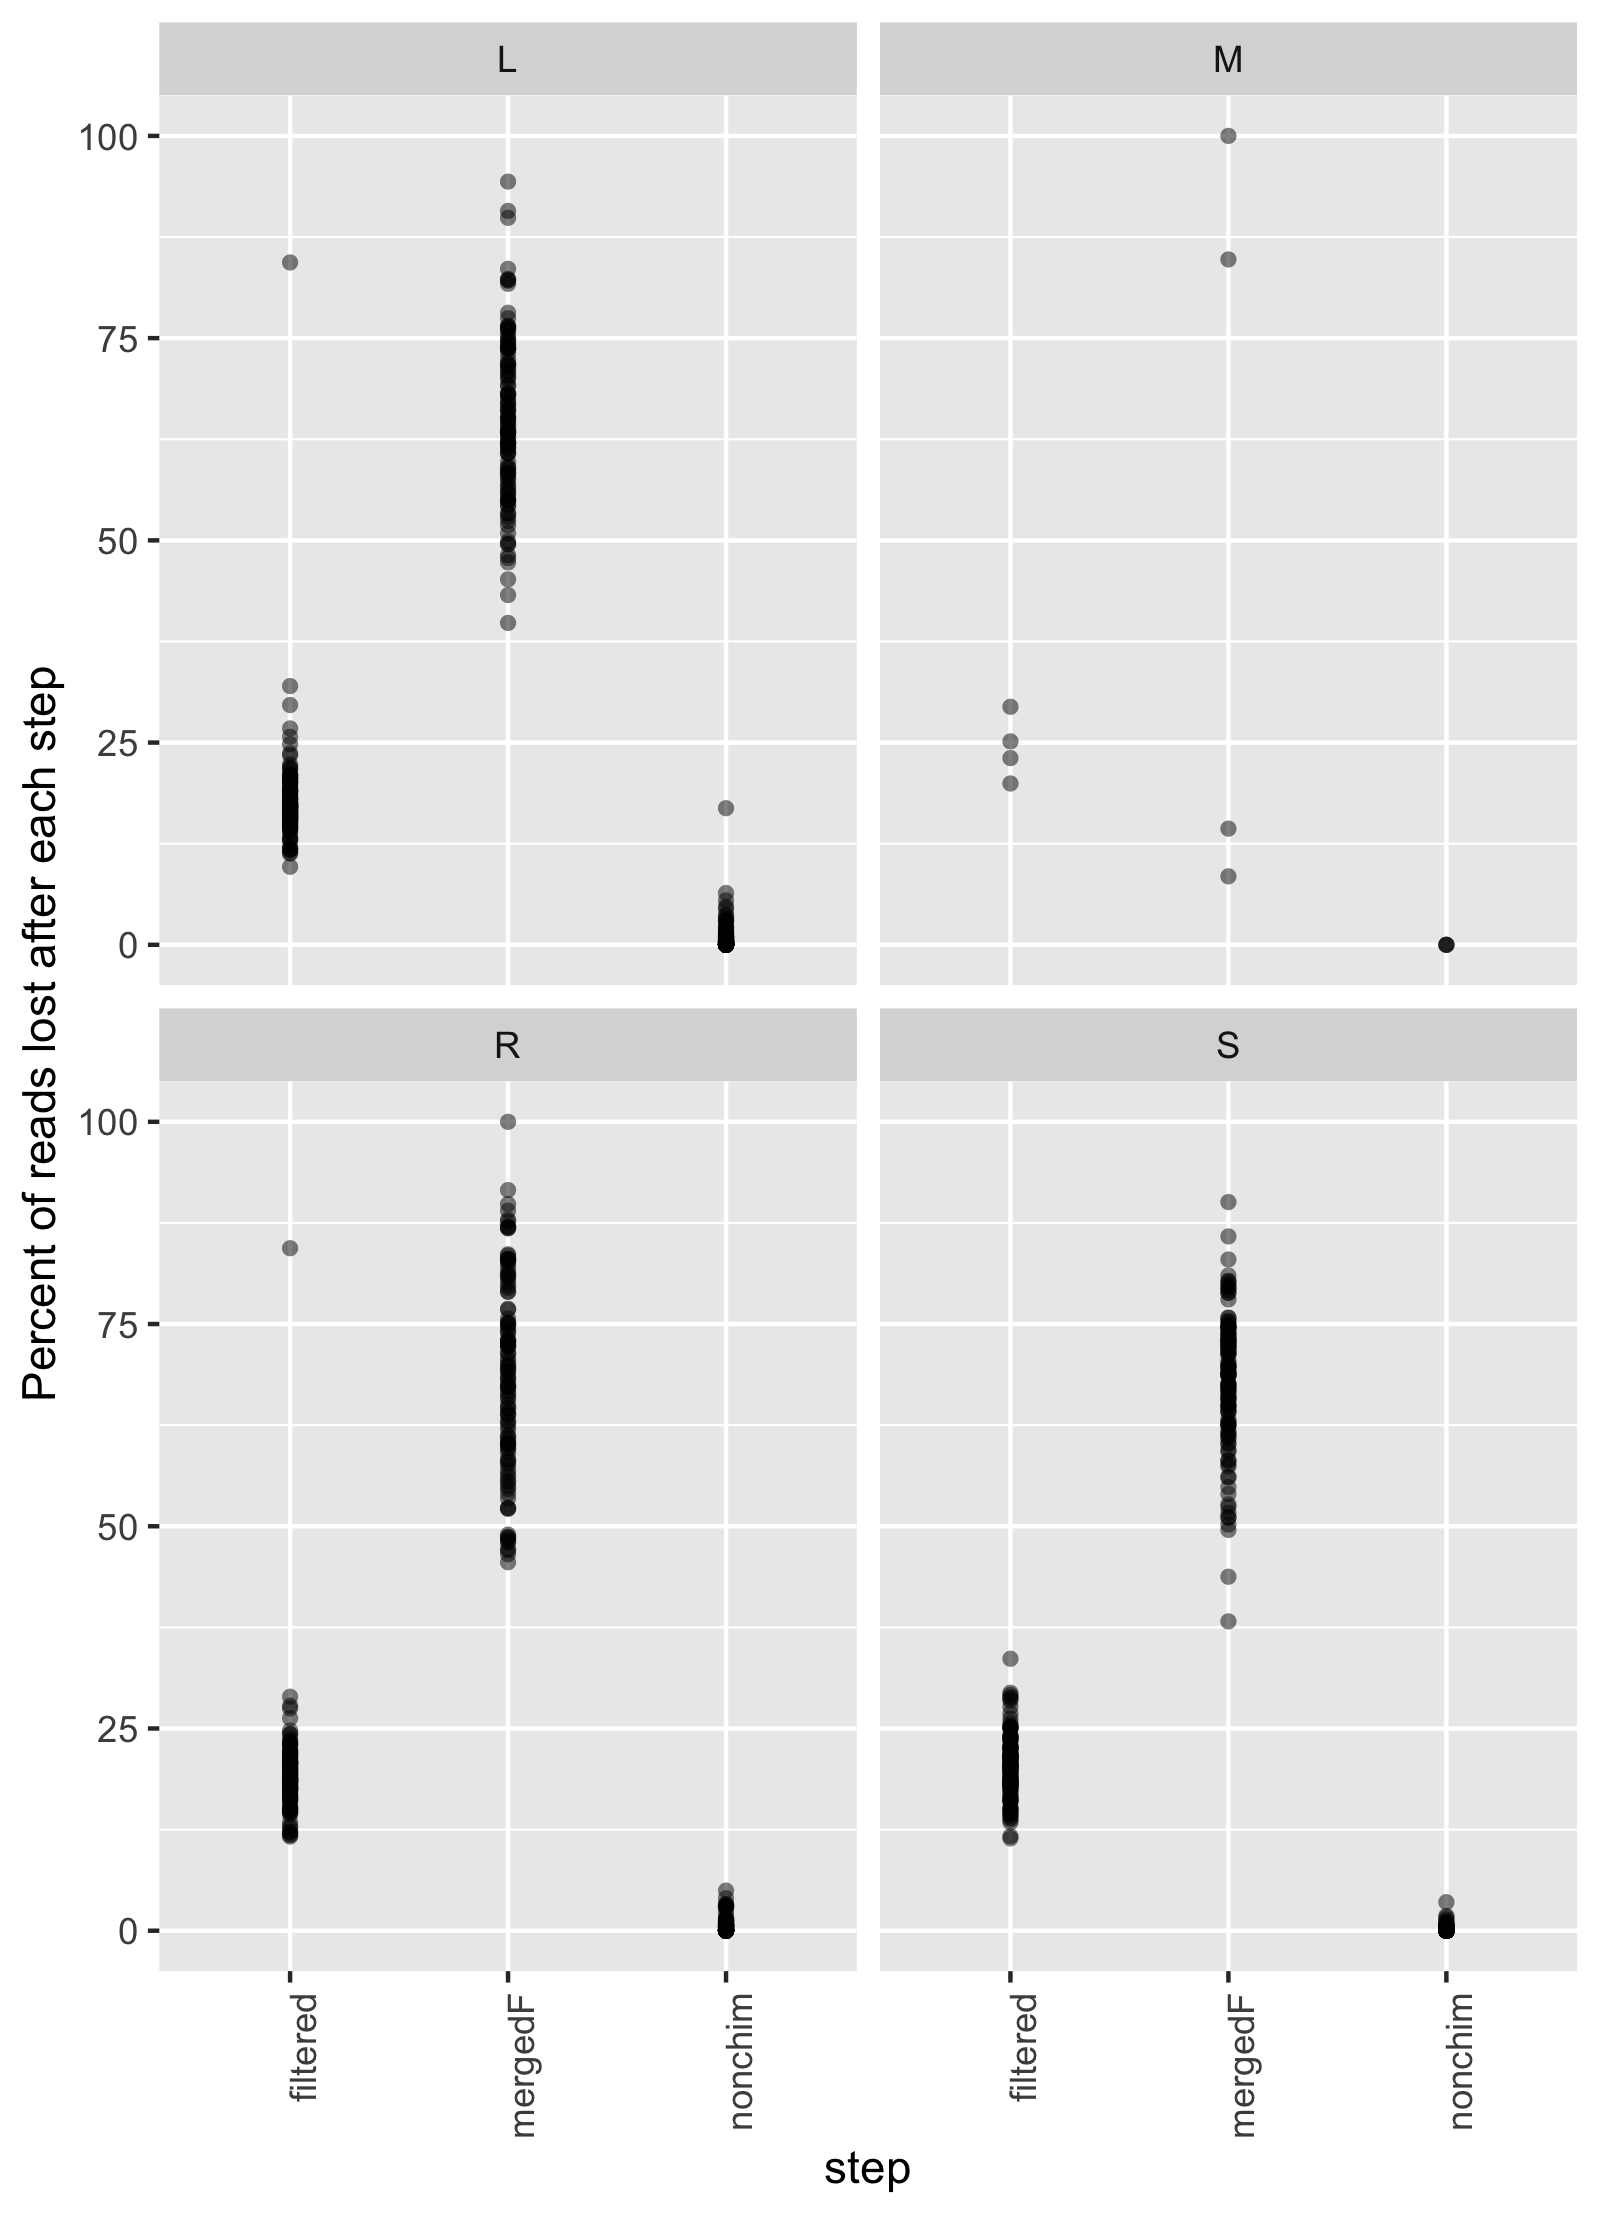 L
M
100
75
50
25
0
Percent of reads lost after each step
R
S
100
75
50
25
0
filtered
mergedF
nonchim
filtered
mergedF
nonchim
step